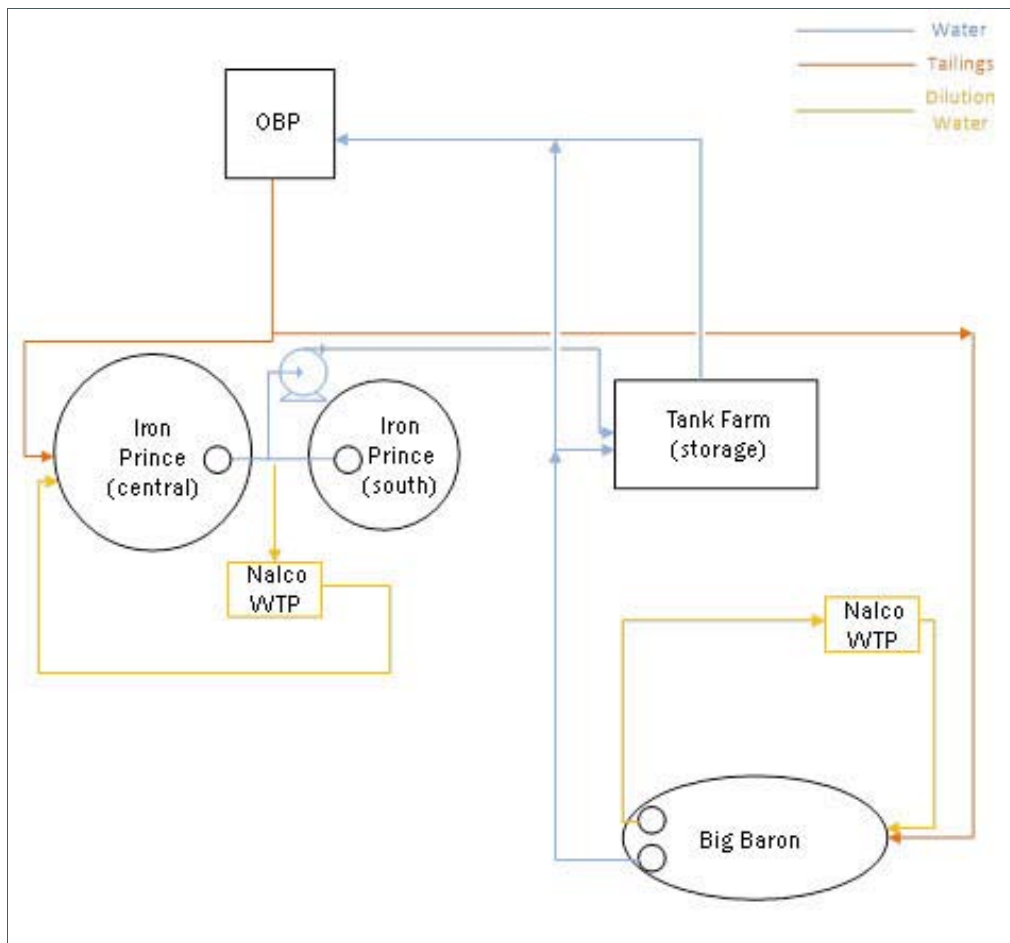 Water
Tailings
Dilution
Water
OBP
Iron
Prince
(central)
Iron
Prince
(south)
Tank Farm
(storage)
Nalco
WTP
Nalco
WTP
Big Baron